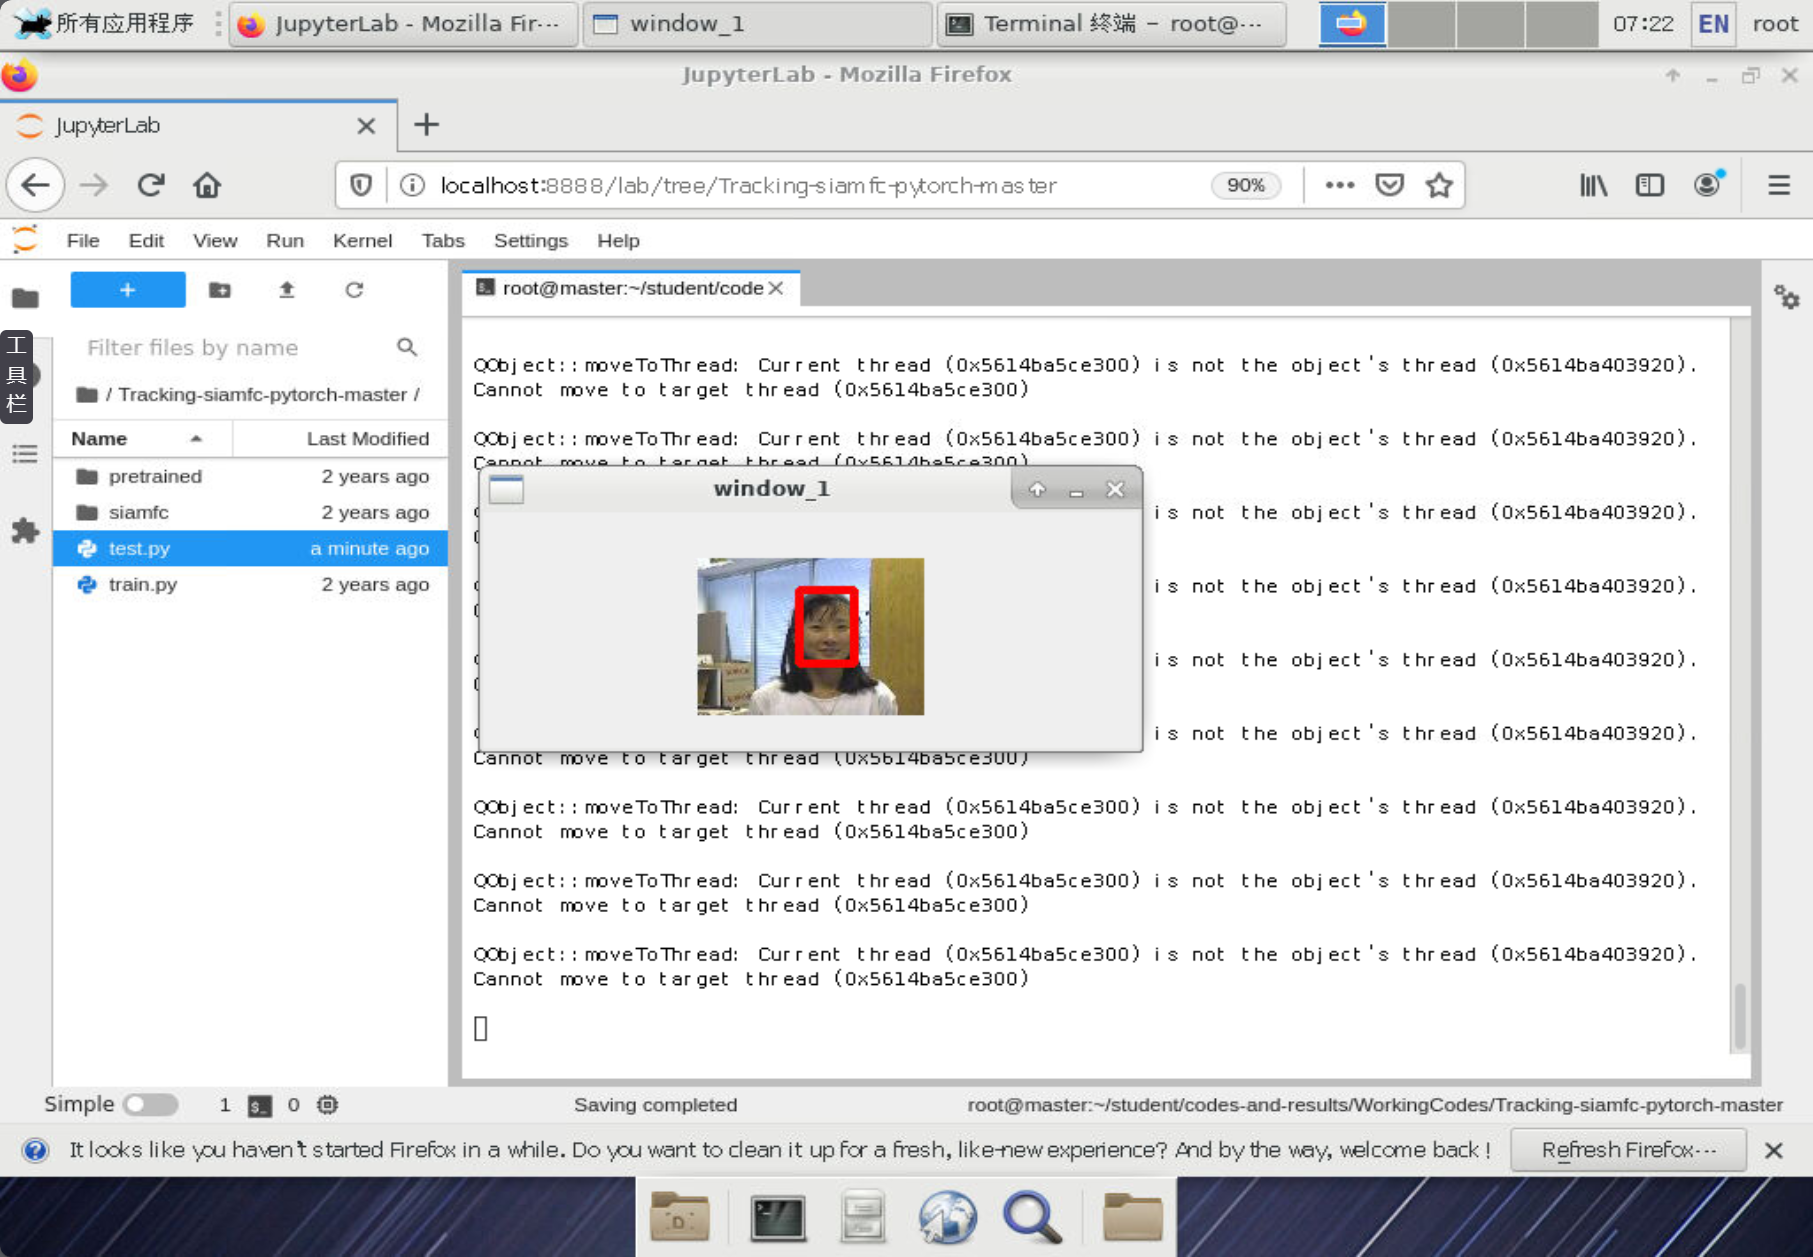 所有应用程序
JupyterLab - Mozilla Fir···
window_1
Terminal 终端 - root@···
07:22
EN
root
JupyterLab - Mozilla Firefox
JupyterLab
localhost:8888/lab/tree/Tracking-siamfc-pytorch-master
90%
File Edit View Run Kernel Tabs Settings Help
root@master:~/student/code
Filter files by name
工具栏
/ Tracking-siamfc-pytorch-master /
Name Last Modified
pretrained 2 years ago
siamfc 2 years ago
test.py a minute ago
train.py 2 years ago
QObject::moveToThread: Current thread (0x5614ba5ce300) is not the object's thread (0x5614ba403920).
Cannot move to target thread (0x5614ba5ce300)
QObject::moveToThread: Current thread (0x5614ba5ce300) is not the object's thread (0x5614ba403920).
Cannot move to target thread (0x5614ba5ce300)
window_1
is not the object's thread (0x5614ba403920).
is not the object's thread (0x5614ba403920).
is not the object's thread (0x5614ba403920).
is not the object's thread (0x5614ba403920).
Cannot move to target thread (0x5614ba5ce300)
QObject::moveToThread: Current thread (0x5614ba5ce300) is not the object's thread (0x5614ba403920).
Cannot move to target thread (0x5614ba5ce300)
QObject::moveToThread: Current thread (0x5614ba5ce300) is not the object's thread (0x5614ba403920).
Cannot move to target thread (0x5614ba5ce300)
QObject::moveToThread: Current thread (0x5614ba5ce300) is not the object's thread (0x5614ba403920).
Cannot move to target thread (0x5614ba5ce300)
Simple 1 0 Saving completed root@master:~/student/codes-and-results/WorkingCodes/Tracking-siamfc-pytorch-master
It looks like you haven't started Firefox in a while. Do you want to clean it up for a fresh, like-new experience? And by the way, welcome back!
Refresh Firefox···